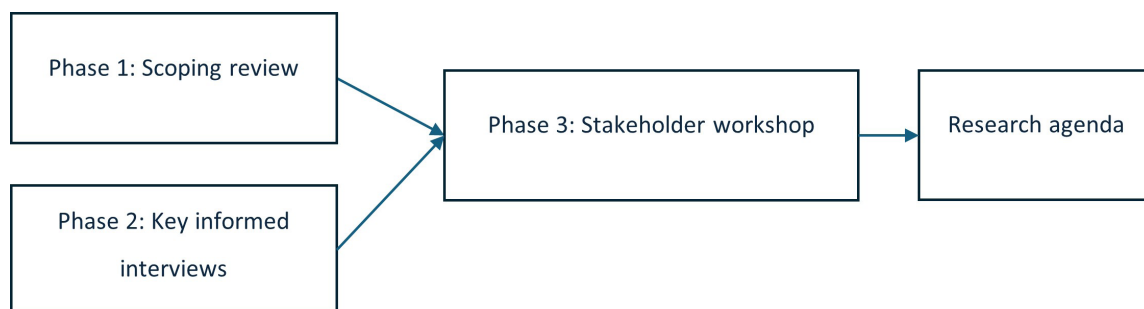 Phase 1: Scoping review
Phase 2: Key informed
interviews
Phase 3: Stakeholder workshop
Research agenda